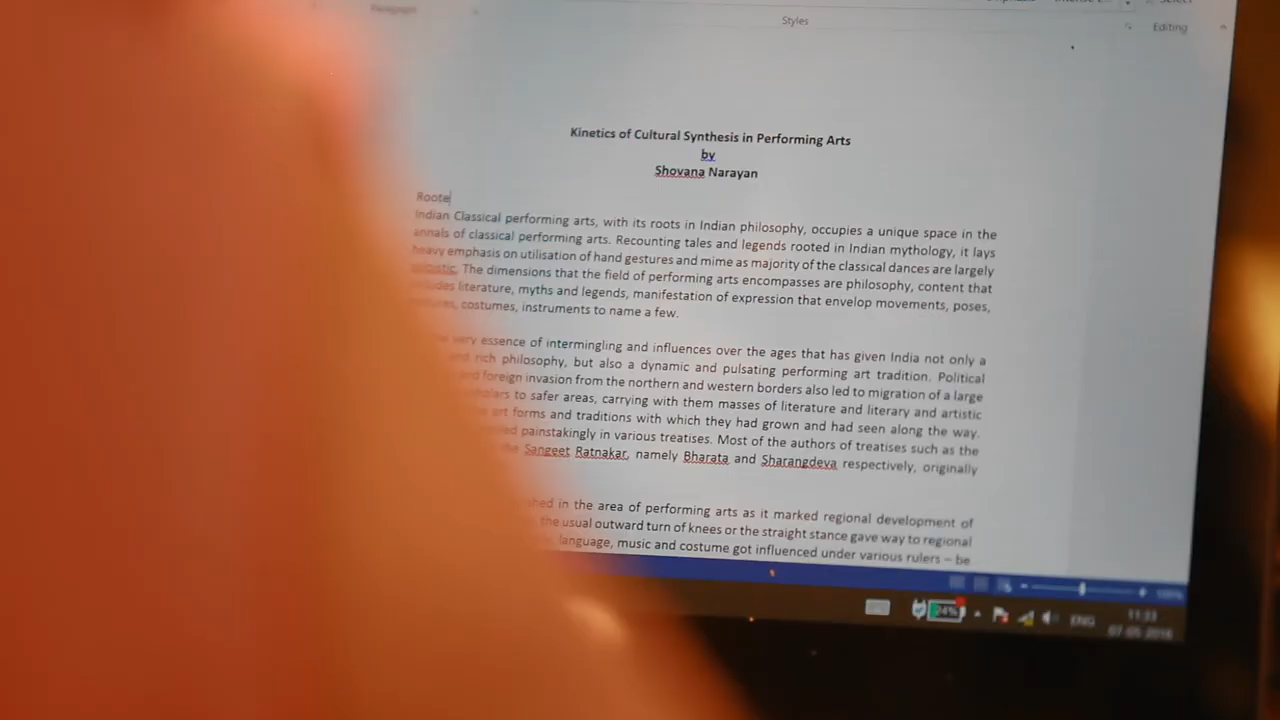 Paragraph
Styles
Editing
Kinetics of Cultural Synthesis in Performing Arts
by
Shovana Narayan
Roote
Indian Classical performing arts, with its roots in Indian philosophy, occupies a unique space in the
annals of classical performing arts. Recounting tales and legends rooted in Indian mythology, it lays
heavy emphasis on utilisation of hand gestures and mime as majority of the classical dances are largely
The dimensions that the field of performing arts encompasses are philosophy, content that
literature, myths and legends, manifestation of expression that envelop movements, poses,
costumes, instruments to name a few.
very essence of intermingling and influences over the ages that has given India not only a
and rich philosophy, but also a dynamic and pulsating performing art tradition. Political
and foreign invasion from the northern and western borders also led to migration of a large
to safer areas, carrying with them masses of literature and literary and artistic
art forms and traditions with which they had grown and had seen along the way.
painstakingly in various treatises. Most of the authors of treatises such as the
Sangeet Ratnakar, namely Bharata and Sharangdeva respectively, originally
in the area of performing arts as it marked regional development of
the usual outward turn of knees or the straight stance gave way to regional
language, music and costume got influenced under various rulers – be
24%
ENG
11:33
07-05-2016